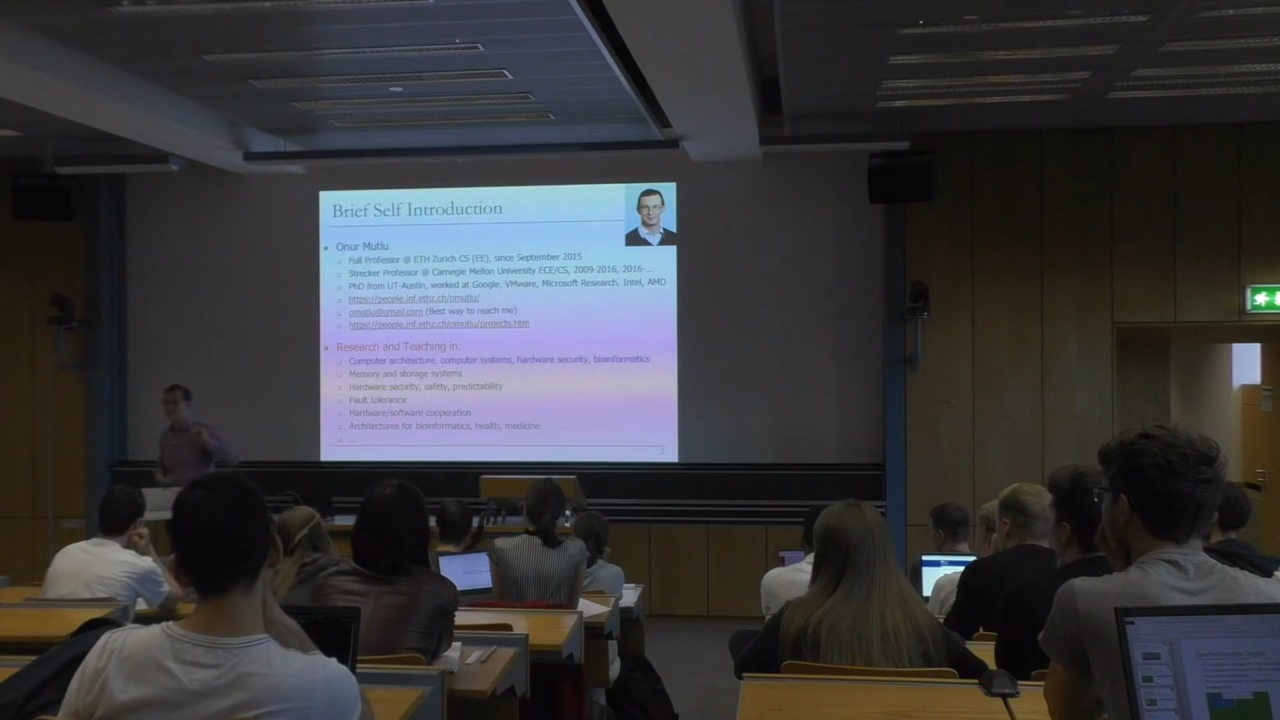 Brief Self Introduction
Onur Mutlu
Full Professor @ ETH Zurich CS (EE), since September 2015
Strecker Professor @ Carnegie Mellon University ECE/CS, 2009-2016, 2016-...
PhD from UT-Austin, worked at Google, VMware, Microsoft Research, Intel, AMD
https://people.inf.ethz.ch/omutlu/
omutlu@gmail.com (Best way to reach me)
https://people.inf.ethz.ch/omutlu/projects.htm
Research and Teaching in:
Computer architecture, computer systems, hardware security, bioinformatics
Memory and storage systems
Hardware security, safety, predictability
Fault tolerance
Hardware/software cooperation
Architectures for bioinformatics, health, medicine
...
2